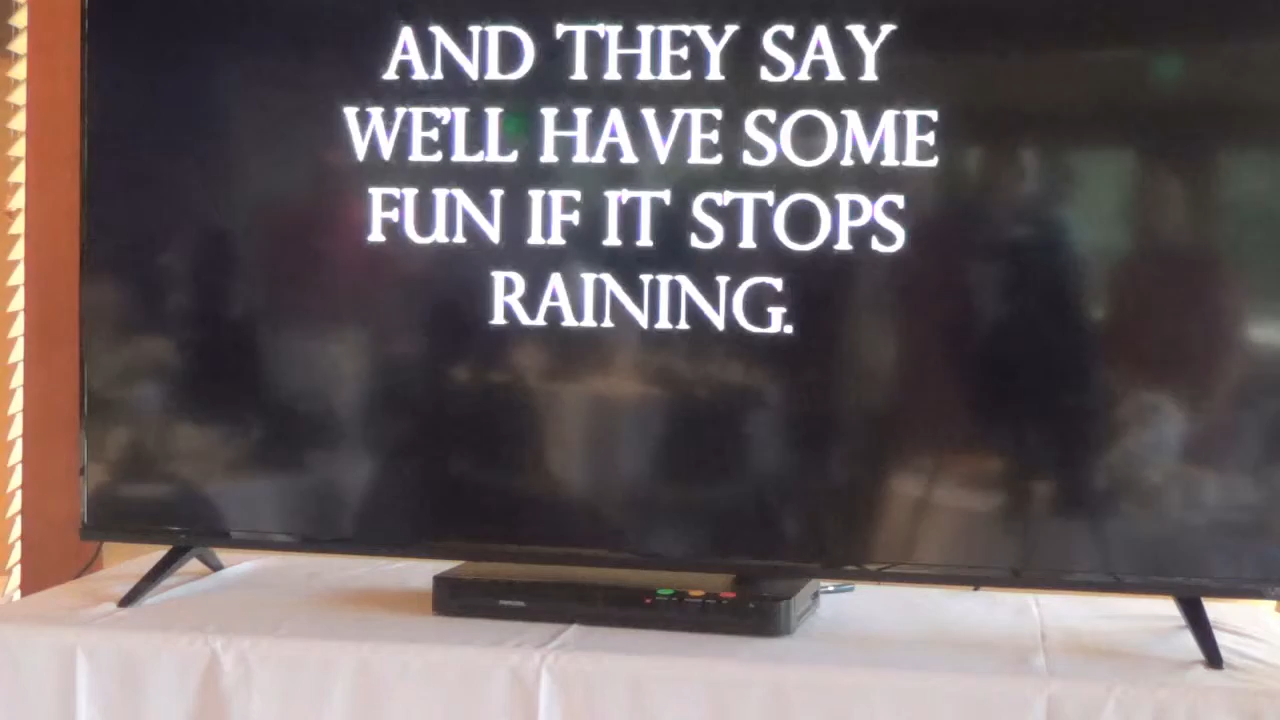 AND THEY SAY
WE'LL HAVE SOME
FUN IF IT STOPS
RAINING.